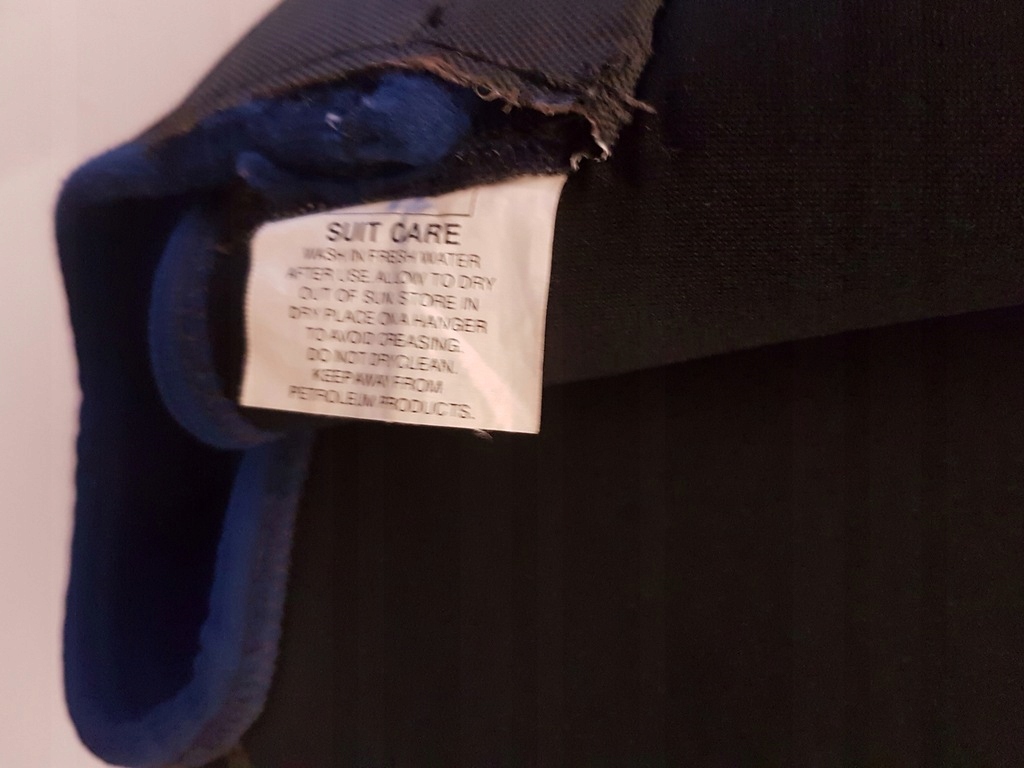 SUIT CARE
WASH IN FRESH WATER
AFTER USE. ALLOW TO DRY
OUT OF SUN. STORE IN
DRY PLACE ON A HANGER
TO AVOID CREASING.
DO NOT DRYCLEAN.
KEEP AWAY FROM
PETROLEUM PRODUCTS.